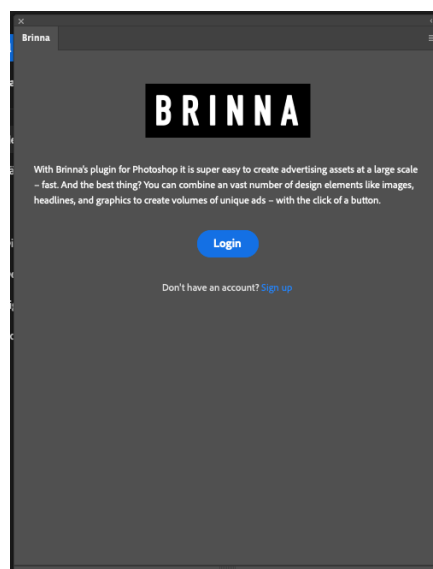 Brinna
BRINNA
With Brinna's plugin for Photoshop it is super easy to create advertising assets at a large scale
– fast. And the best thing? You can combine an vast number of design elements like images,
headlines, and graphics to create volumes of unique ads – with the click of a button.
Login
Don't have an account? Sign up